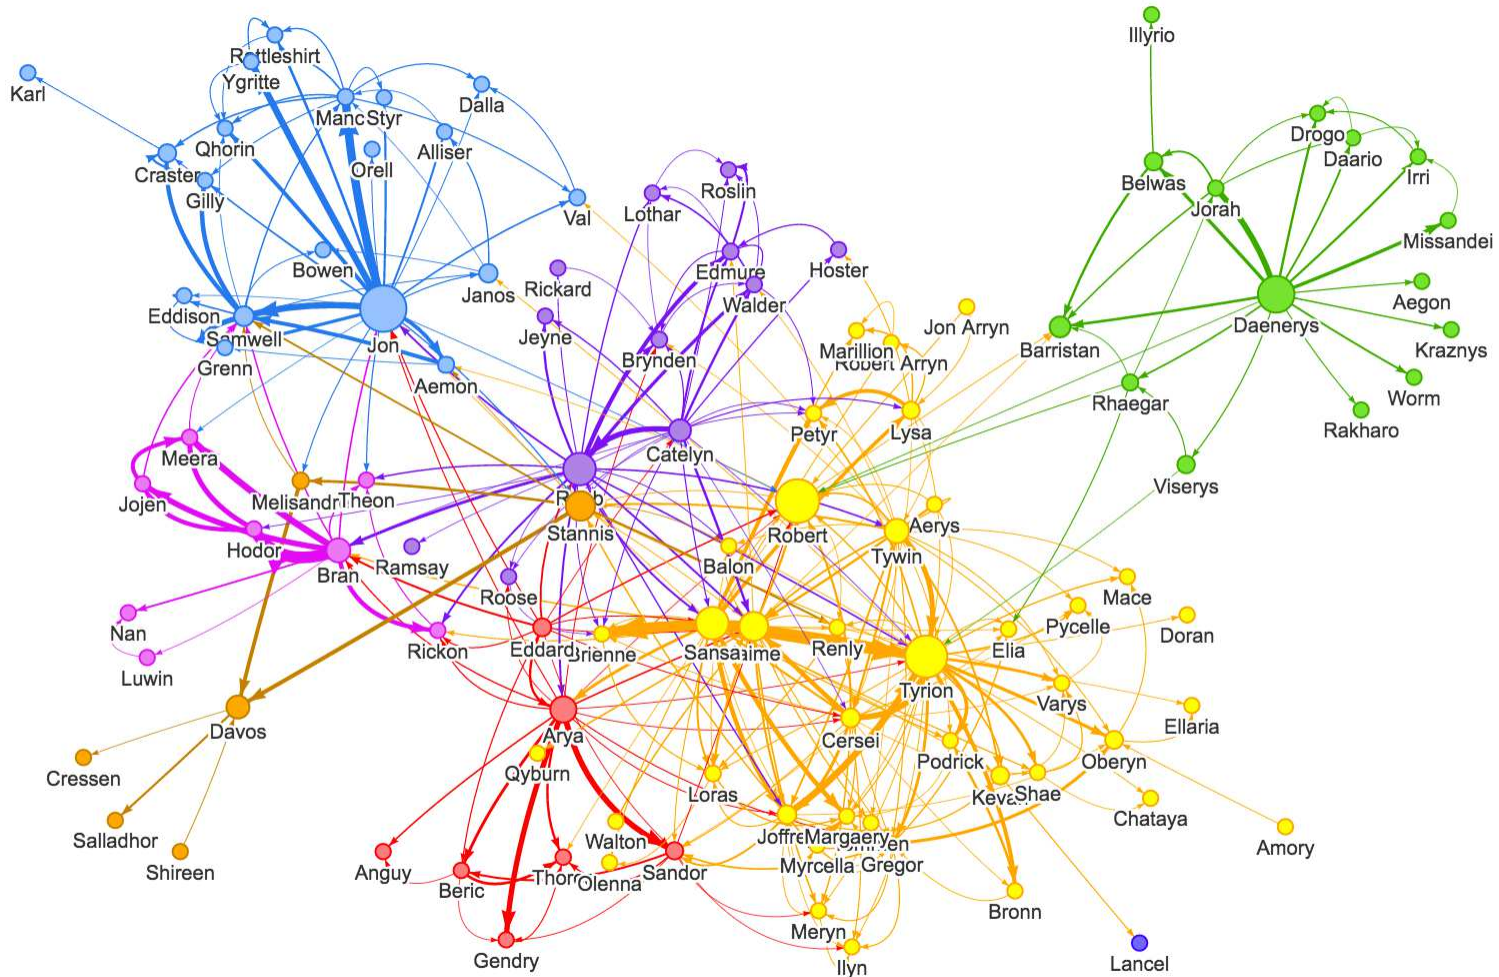 Illyrio
Rattleshirt
Ygritte
Karl
Dalla
Styr
Drogo
Daario
Qhorin
Alliser
Orell
Craster
Irri
Belwas
Gilly
Roslin
Jorah
Lothar
Val
Missandei
Bowen
Edmure
Hoster
Rickard
Walder
Janos
Aegon
Eddison
Samwell
Daenerys
Jon Arryn
Jon
Jeyne
Barristan
Kraznys
Marillion
Brynden
Robert Arryn
Grenn
Aemon
Worm
Rhaegar
Petyr
Lysa
Rakharo
Meera
Catelyn
Viserys
Jojen
Theon
Stannis
Robert
Aerys
Tywin
Hodor
Balon
Bran
Ramsay
Roose
Mace
Pycelle
Doran
Nan
Rickon
Eddard
Brienne
Sansa
Renly
Elia
Luwin
Tyrion
Varys
Ellaria
Davos
Arya
Cersei
Podrick
Oberyn
Cressen
Qyburn
Loras
Shae
Chataya
Salladhor
Walton
Margaery
Amory
Shireen
Anguy
Beric
Olenna
Sandor
Myrcella
Gregor
Bronn
Meryn
Gendry
Ilyn
Lancel